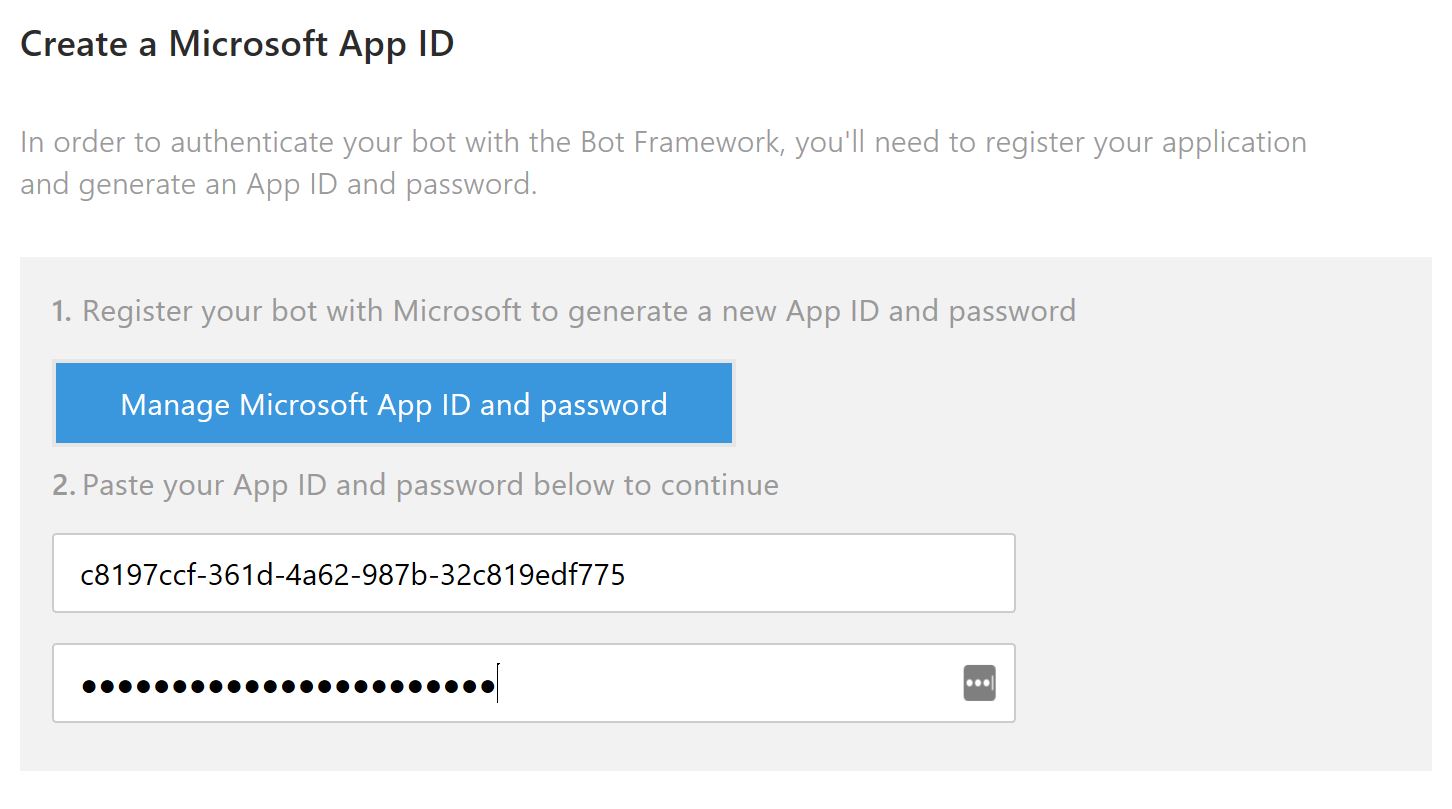 Create a Microsoft App ID
In order to authenticate your bot with the Bot Framework, you'll need to register your application
and generate an App ID and password.
1. Register your bot with Microsoft to generate a new App ID and password
Manage Microsoft App ID and password
2. Paste your App ID and password below to continue
c8197ccf-361d-4a62-987b-32c819edf775
•••••••••••••••••••••••